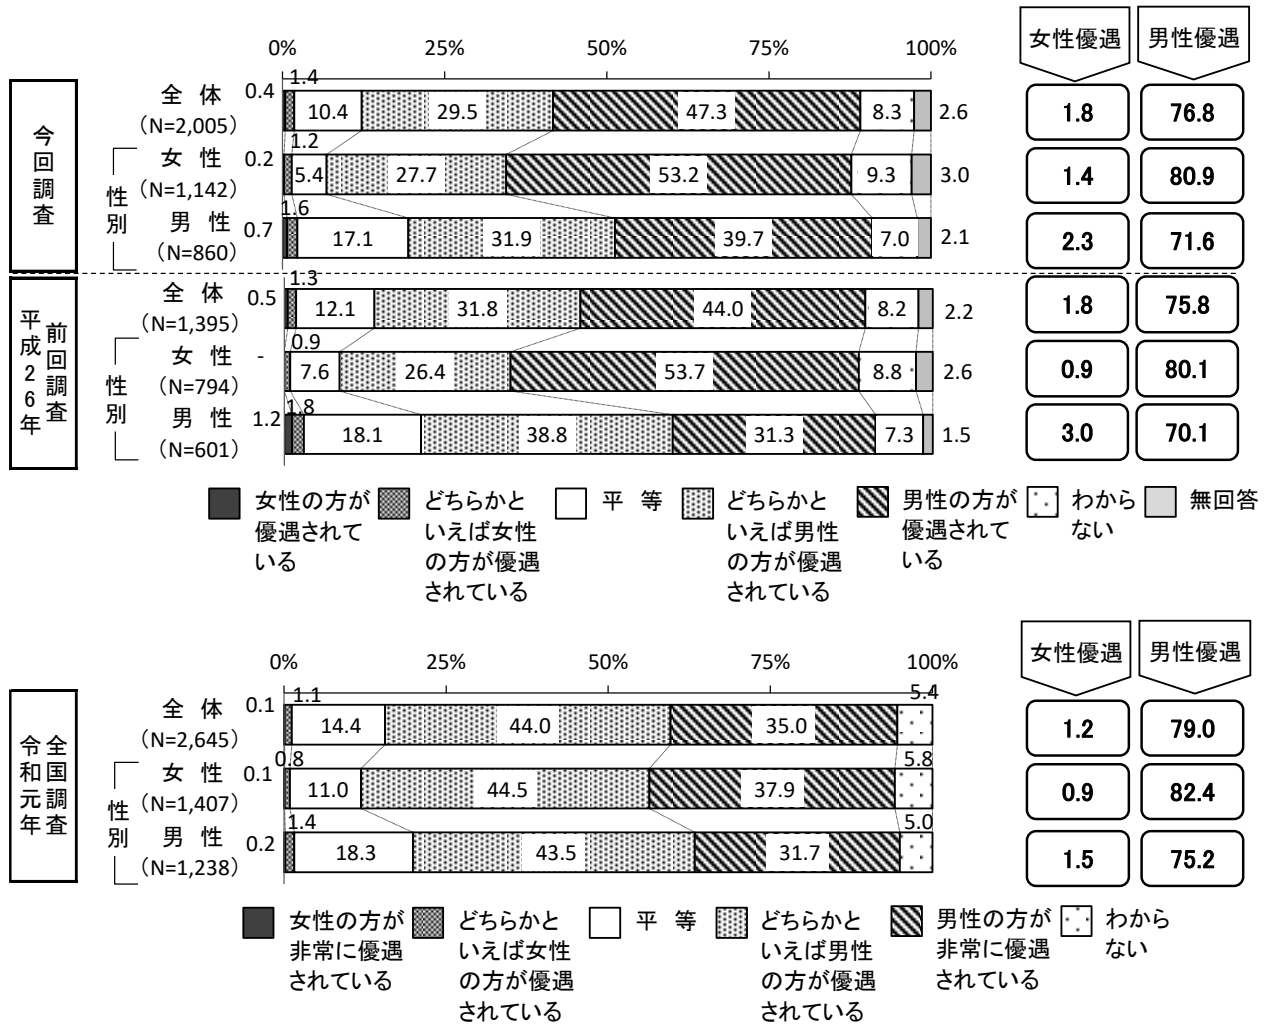 0% 25% 50% 75% 100%
女性優遇 男性優遇
今回調査
全 体 0.4 1.4 10.4 29.5 47.3 8.3 2.6 1.8 76.8
(N=2,005)
性別
女 性 0.2 1.2 5.4 27.7 53.2 9.3 3.0 1.4 80.9
(N=1,142)
男 性 0.7 1.6 17.1 31.9 39.7 7.0 2.1 2.3 71.6
(N=860)
前回調査
平成26年
全 体 0.5 1.3 12.1 31.8 44.0 8.2 2.2 1.8 75.8
(N=1,395)
性別
女 性 - 0.9 7.6 26.4 53.7 8.8 2.6 0.9 80.1
(N=794)
男 性 1.2 1.8 18.1 38.8 31.3 7.3 1.5 3.0 70.1
(N=601)
女性の方が
優遇されて
いる
どちらかと
いえば女性
の方が優遇
されている
平 等
どちらかと
いえば男性
の方が優遇
されている
男性の方が
優遇されて
いる
わから
ない
無回答
0% 25% 50% 75% 100%
女性優遇 男性優遇
全国調査
令和元年
全 体 0.1 1.1 14.4 44.0 35.0 5.4 1.2 79.0
(N=2,645)
性別
女 性 0.1 0.8 11.0 44.5 37.9 5.8 0.9 82.4
(N=1,407)
男 性 0.2 1.4 18.3 43.5 31.7 5.0 1.5 75.2
(N=1,238)
女性の方が
非常に優遇
されている
どちらかと
いえば女性
の方が優遇
されている
平 等
どちらかと
いえば男性
の方が優遇
されている
男性の方が
非常に優遇
されている
わから
ない